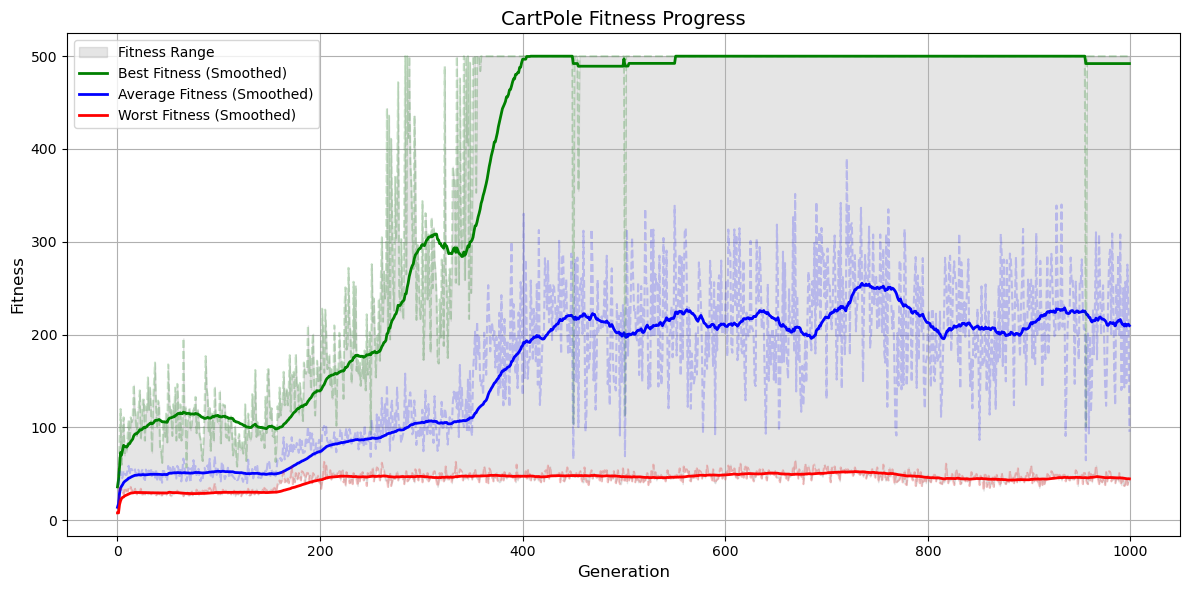 CartPole Fitness Progress
Fitness Range
Best Fitness (Smoothed)
Average Fitness (Smoothed)
Worst Fitness (Smoothed)
Fitness
500
400
300
200
100
0
0 200 400 600 800 1000
Generation